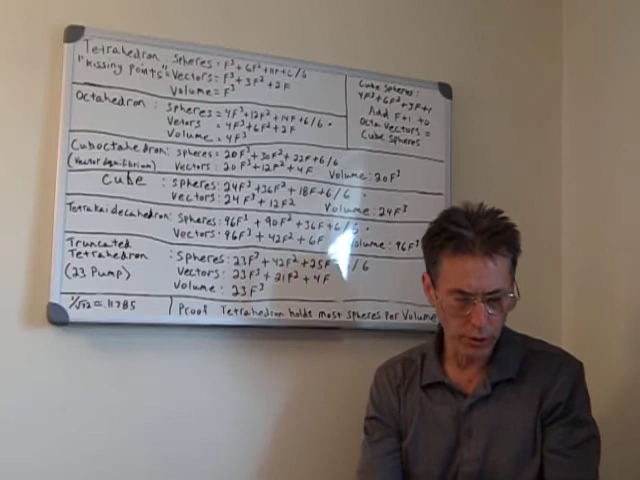 Tetrahedron: Spheres = F³ + 6F² + 11F + 6 / 6
"Kissing points" = Vectors = F³ + 3F² + 2F
Volume = F³
Octahedron: Spheres = 4F³ + 12F² + 14F + 6 / 6
Vetors = 4F³ + 6F² + 2F
Volume = 4F³
Cube Spheres:
4F³ + 6F² + 3F + 1
Add F+1 to
Octa Vectors =
Cube Spheres
Cuboctahedron: Spheres = 20F³ + 30F² + 22F + 6 / 6
(Vector Equilibrium) Vectors: 20F³ + 12F² + 4F Volume: 20F³
Cube : Spheres: 24F³ + 36F² + 18F + 6 / 6
Vectors: 24F³ + 12F² Volume: 24F³
Tetrakaidecahedron: Spheres: 96F³ + 90F² + 36F + 6 /
Vectors: 96F³ + 42F² + 6F Volume: 96F³
Truncated
Tetrahedron
(23 Pump)
: Spheres: 23F³ + 42F² + 25F / 6
Vectors: 23F³ + 21F² + 4F
Volume: 23F³
= .11785
Proof Tetrahedron holds most Spheres Per Volume